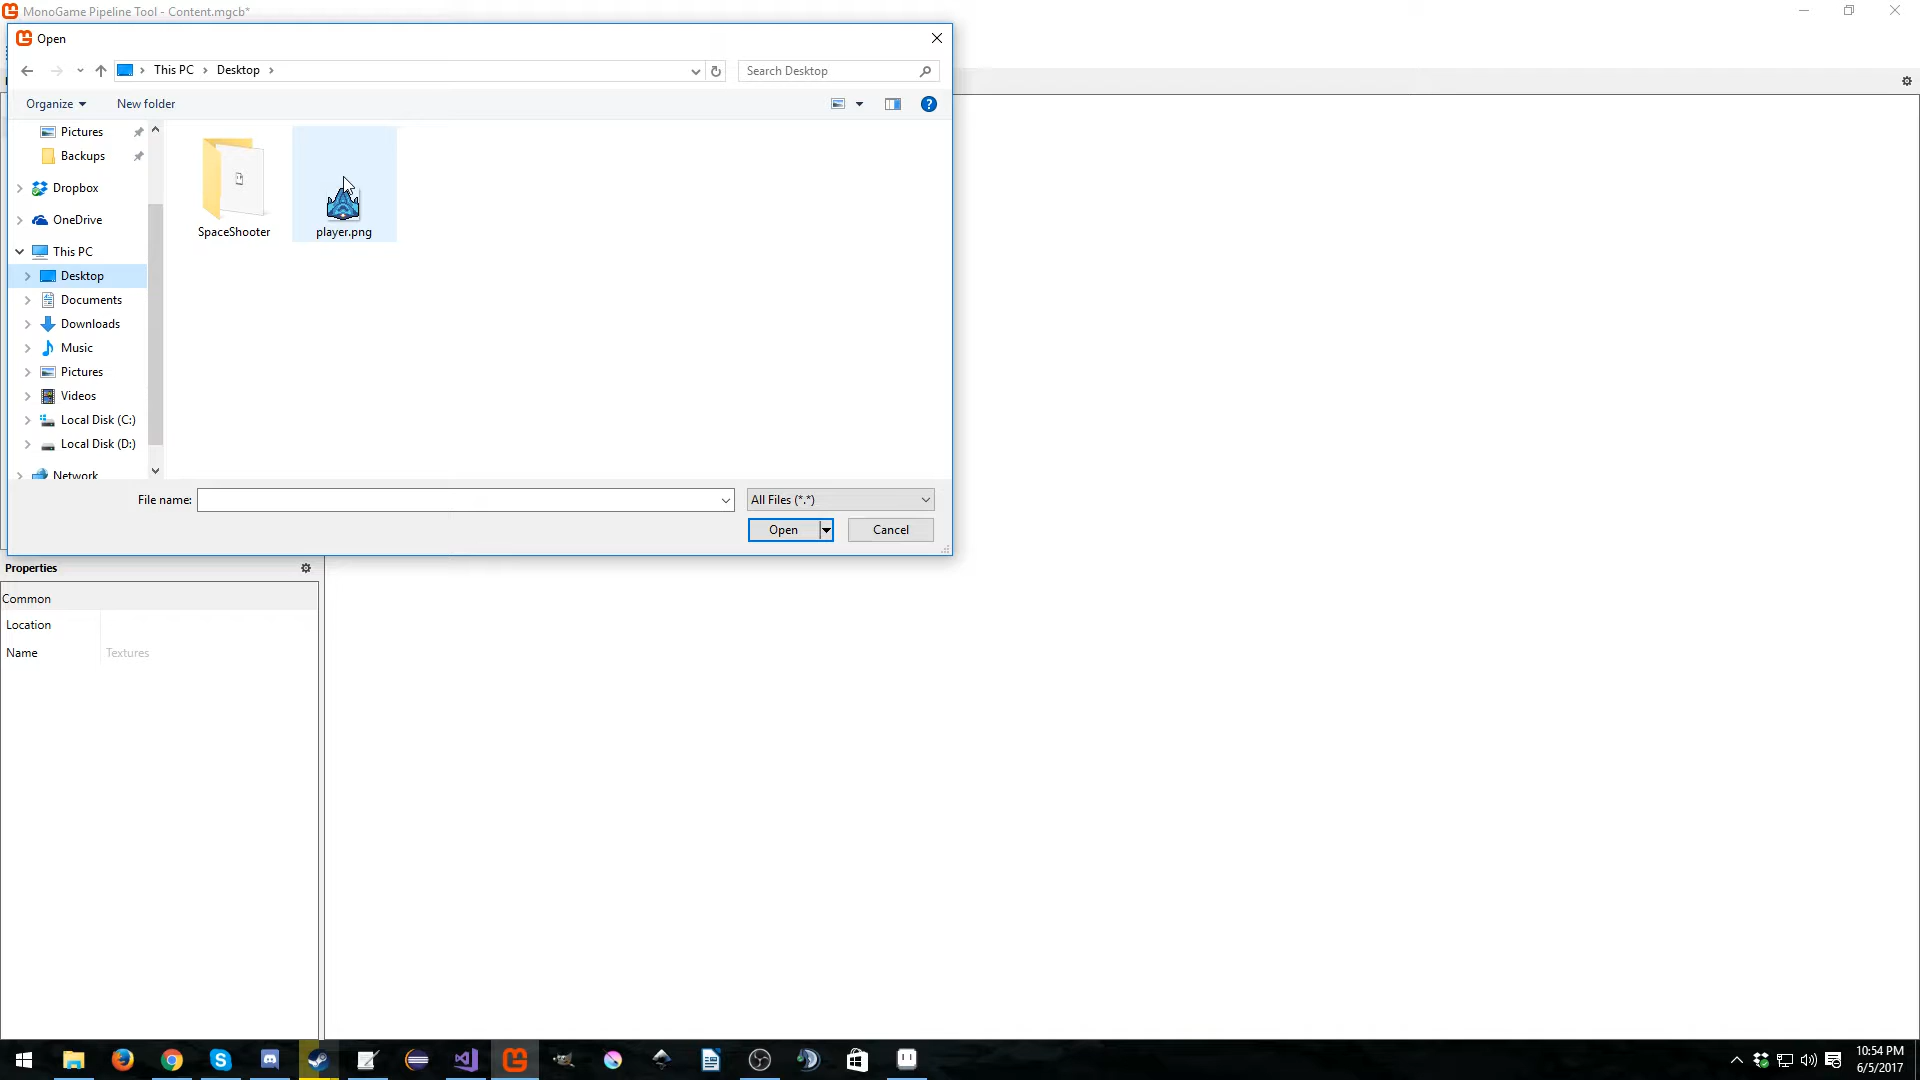 MonoGame Pipeline Tool - Content.mgcb*
Open
This PC
Desktop
Search Desktop
Organize
New folder
Pictures
Backups
Dropbox
OneDrive
This PC
Desktop
Documents
Downloads
Music
Pictures
Videos
Local Disk (C:)
Local Disk (D:)
Network
SpaceShooter
player.png
File name:
All Files (*.*)
Open
Cancel
Properties
Common
Location
Name
Textures
10:54 PM
6/5/2017